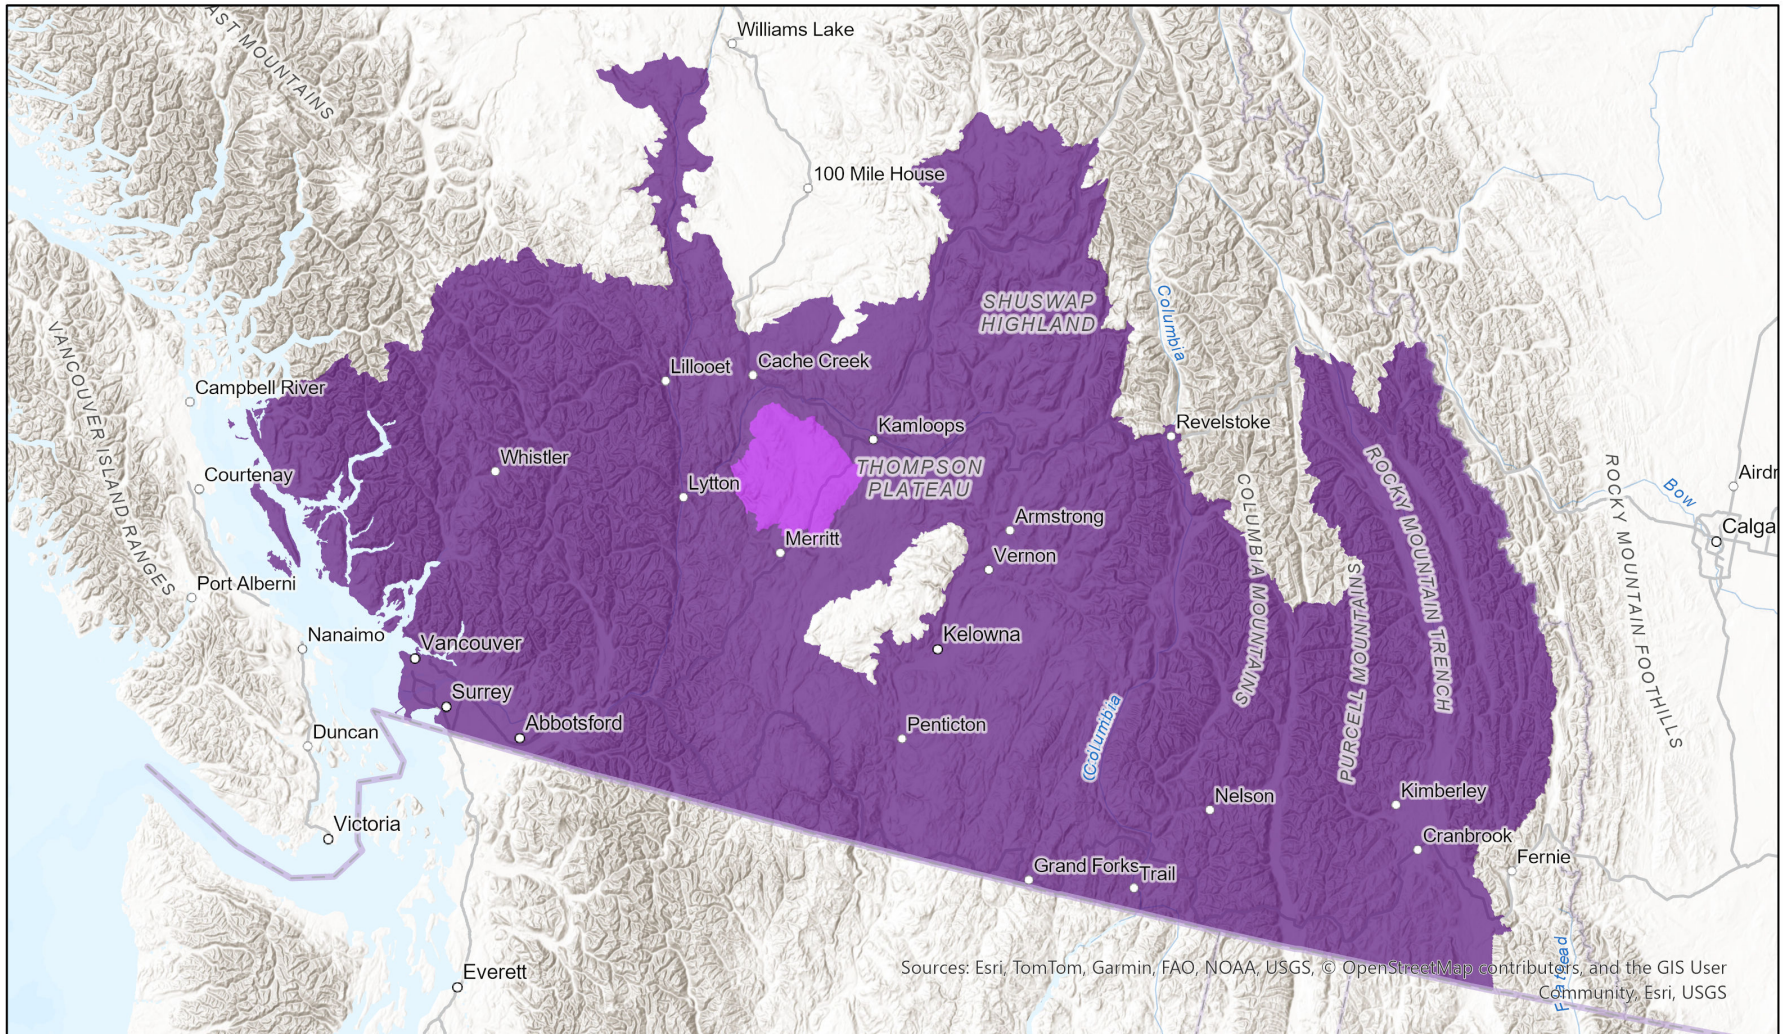 AST MOUNTAINS
Williams Lake
100 Mile House
SHUSWAP
HIGHLAND
Columbia
VANCOUVER ISLAND RANGES
Campbell River
Lillooet
Cache Creek
Kamloops
Revelstoke
Whistler
Courtenay
Lytton
THOMPSON
PLATEAU
ROCKY MOUNTAIN TRENCH
ROCKY MOUNTAIN FOOTHILLS
Bow
Airdr
Calga
COLUMBIA MOUNTAINS
Armstrong
Merritt
Vernon
Port Alberni
PURCELL MOUNTAINS
Nanaimo
Vancouver
Kelowna
Surrey
Abbotsford
Duncan
Penticton
Columbia
Victoria
Nelson
Kimberley
Cranbrook
Fernie
Grand Forks
Trail
Everett
Flathead
Sources: Esri, TomTom, Garmin, FAO, NOAA, USGS, © OpenStreetMap contributors, and the GIS User
Community, Esri, USGS